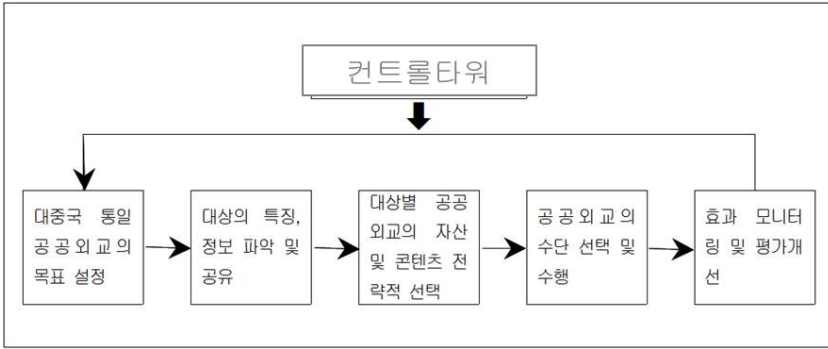 컨트롤타워
대중국 통일
공공외교의
목표 설정
대상의 특징,
정보 파악 및
공유
대상별 공공
외교의 자산
및 콘텐츠 전
략적 선택
공공외교의
수단 선택 및
수행
효과 모니터
링 및 평가개
선